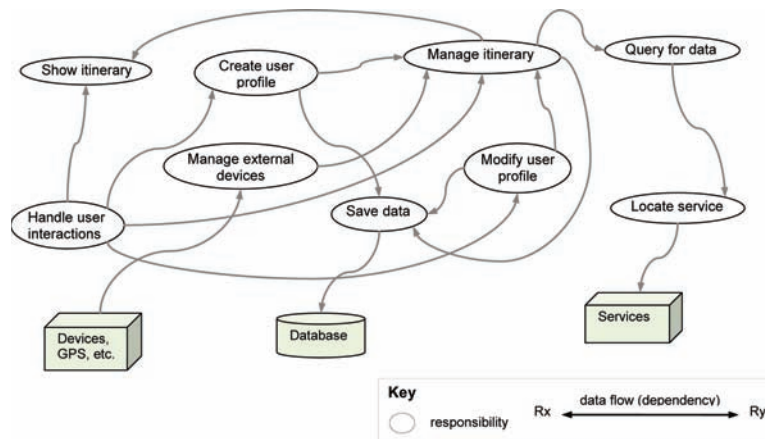 Manage itinerary
Query for data
Show itinerary
Create user
profile
Manage external
devices
Modify user
profile
Handle user
interactions
Save data
Locate service
Devices,
GPS, etc.
Database
Services
Key
responsibility
data flow (dependency)
Rx
Ry